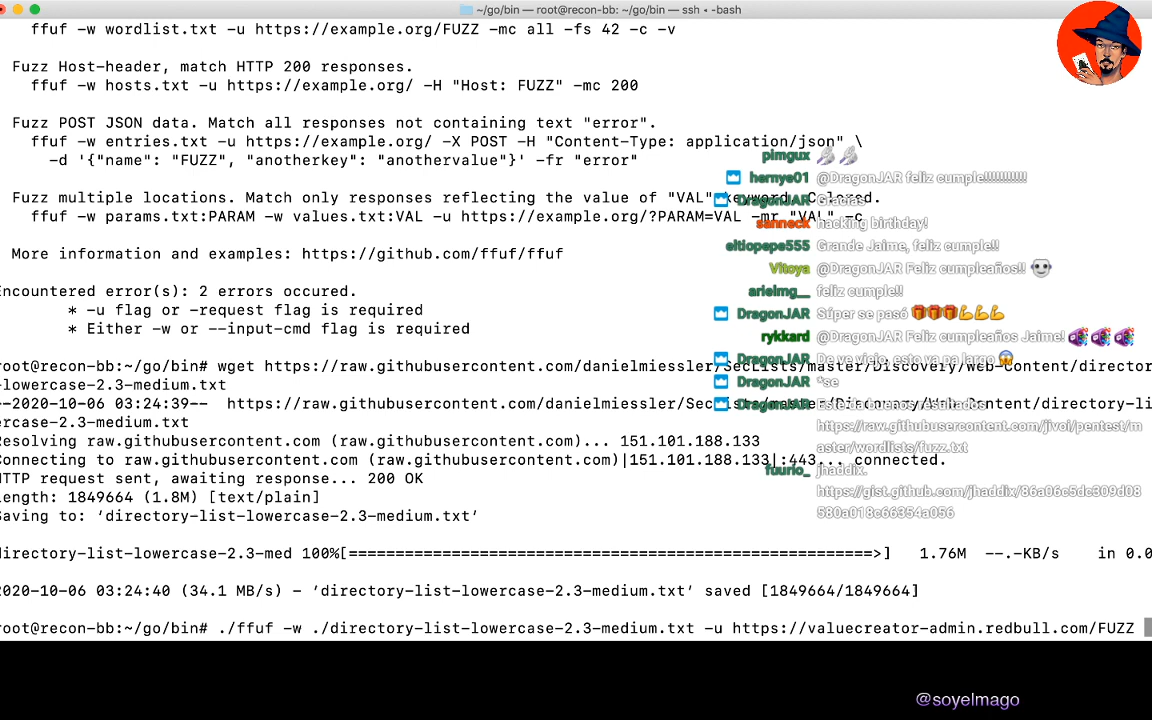 ~/go/bin — root@recon-bb: ~/go/bin — ssh ◂ -bash
ffuf -w wordlist.txt -u https://example.org/FUZZ -mc all -fs 42 -c -v
Fuzz Host-header, match HTTP 200 responses.
ffuf -w hosts.txt -u https://example.org/ -H "Host: FUZZ" -mc 200
Fuzz POST JSON data. Match all responses not containing text "error".
ffuf -w entries.txt -u https://example.org/ -X POST -H "Content-Type: application/json" \
-d '{"name": "FUZZ", "anotherkey": "anothervalue"}' -fr "error"
Fuzz multiple locations. Match only responses reflecting the value of "VAL" keyword. Colored.
ffuf -w params.txt:PARAM -w values.txt:VAL -u https://example.org/?PARAM=VAL -mr "VAL" -c
More information and examples: https://github.com/ffuf/ffuf
Encountered error(s): 2 errors occured.
* -u flag or -request flag is required
* Either -w or --input-cmd flag is required
root@recon-bb:~/go/bin# wget https://raw.githubusercontent.com/danielmiessler/SecLists/master/Discovery/Web-Content/director
-lowercase-2.3-medium.txt
--2020-10-06 03:24:39-- https://raw.githubusercontent.com/danielmiessler/SecLists/master/Discovery/Web-Content/directory-li
ercase-2.3-medium.txt
Resolving raw.githubusercontent.com (raw.githubusercontent.com)... 151.101.188.133
Connecting to raw.githubusercontent.com (raw.githubusercontent.com)|151.101.188.133|:443... connected.
HTTP request sent, awaiting response... 200 OK
Length: 1849664 (1.8M) [text/plain]
Saving to: ‘directory-list-lowercase-2.3-medium.txt’
directory-list-lowercase-2.3-med 100%[=========================================================>] 1.76M --.-KB/s in 0.0
2020-10-06 03:24:40 (34.1 MB/s) - ‘directory-list-lowercase-2.3-medium.txt’ saved [1849664/1849664]
root@recon-bb:~/go/bin# ./ffuf -w ./directory-list-lowercase-2.3-medium.txt -u https://valuecreator-admin.redbull.com/FUZZ
pimgux
hernye01 @DragonJAR feliz cumple!!!!!!!!!!!!
DragonJAR Gracias
sanneck hacking birthday!
eltiopepe555 Grande Jaime, feliz cumple!!
Vitoya @DragonJAR Feliz cumpleaños!!
arielmg__ feliz cumple!!
DragonJAR Súper se pasó 🎁🎁🎁💪💪💪
rykkard @DragonJAR Feliz cumpleaños Jaime!
DragonJAR De ve viejo, esto va pa largo 😱
DragonJAR *se
DragonJAR Este da buenos resultados
https://raw.githubusercontent.com/jivoi/pentest/m
aster/wordlists/fuzz.txt
fuurio_ jhaddix.
https://gist.github.com/jhaddix/86a06c5dc309d08
580a018c66354a056
@soyelmago